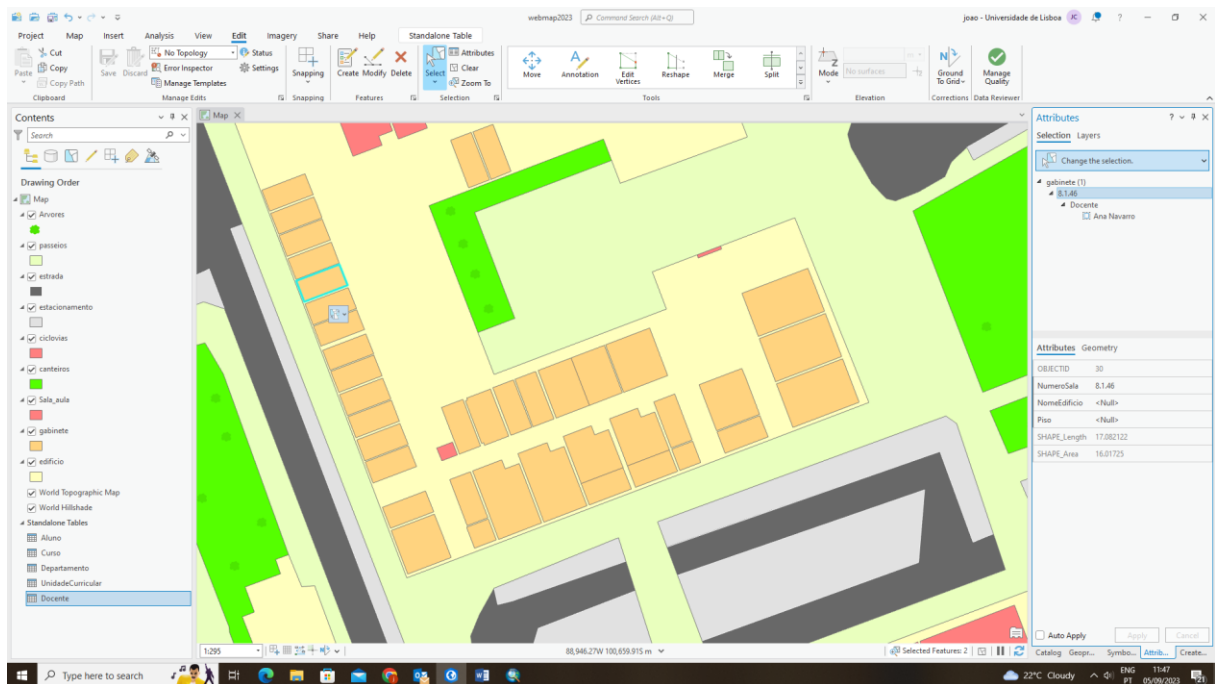 webmap2023
Command Search (Alt+Q)
joao - Universidade de Lisboa
JC
?
Project Map Insert Analysis View Edit Imagery Share Help Standalone Table
Paste
Cut
Copy
Copy Path
Clipboard
Save Discard
No Topology
Error Inspector
Manage Templates
Status
Settings
Manage Edits
Snapping
Snapping
Create Modify Delete
Features
Select
Attributes
Clear
Zoom To
Selection
Move Annotation Edit Vertices Reshape Merge Split
Tools
Mode
No surfaces
Elevation
Ground To Grid
Corrections
Manage Quality
Data Reviewer
Contents
Search
Drawing Order
Map
Arvores
passeios
estrada
estacionamento
ciclovias
canteiros
Sala_aula
gabinete
edificio
World Topographic Map
World Hillshade
Standalone Tables
Aluno
Curso
Departamento
UnidadeCurricular
Docente
Map
1:295
88,946.27W 100,659.91S m
Selected Features: 2
Attributes
Selection Layers
Change the selection.
gabinete (1)
8.1.46
Docente
Ana Navarro
Attributes Geometry
OBJECTID 30
NumeroSala 8.1.46
NomeEdificio <Null>
Piso <Null>
SHAPE_Length 17.082122
SHAPE_Area 16.01725
Auto Apply Apply Cancel
Catalog Geopr... Symbo... Attrib... Create...
Type here to search
22°C Cloudy
ENG
PT
11:47
05/09/2023